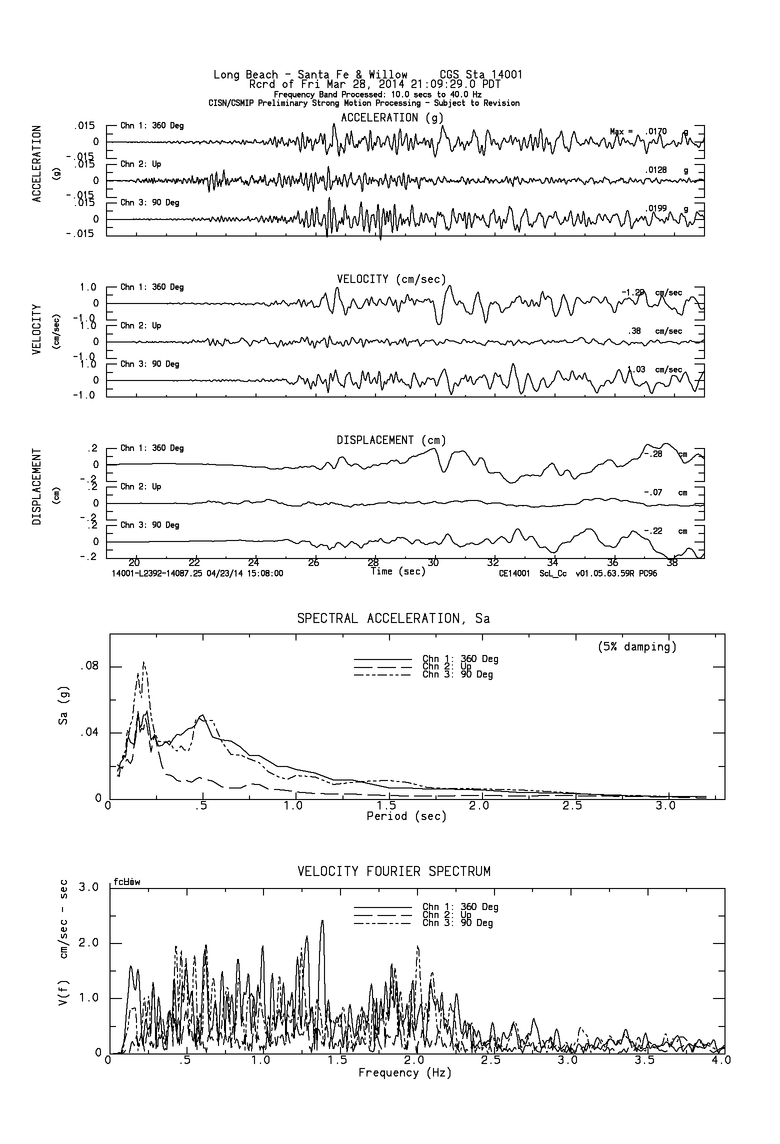 Long Beach - Santa Fe & Willow CGS Sta 14001
Rcrd of Fri Mar 28, 2014 21:09:29.0 PDT
Frequency Band Processed: 10.0 secs to 40.0 Hz
CISN/CSMIP Preliminary Strong Motion Processing - Subject to Revision
ACCELERATION (g)
ACCELERATION
(g)
.015
0
-.015
Chn 1: 360 Deg
Max = .0170 g
.015
0
-.015
Chn 2: Up
.0128 g
.015
0
-.015
Chn 3: 90 Deg
.0199 g
VELOCITY (cm/sec)
VELOCITY
(cm/sec)
1.0
0
-1.0
Chn 1: 360 Deg
-1.29 cm/sec
1.0
0
-1.0
Chn 2: Up
.38 cm/sec
1.0
0
-1.0
Chn 3: 90 Deg
1.03 cm/sec
DISPLACEMENT (cm)
DISPLACEMENT
(cm)
.2
0
-.2
Chn 1: 360 Deg
-.28 cm
.2
0
-.2
Chn 2: Up
-.07 cm
.2
0
-.2
Chn 3: 90 Deg
-.22 cm
20 22 24 26 28 30 32 34 36 38
Time (sec)
14001-L2392-14087.25 04/23/14 15:08:00
CE14001 ScL_Cc v01.05.63.59R PC96
SPECTRAL ACCELERATION, Sa
(5% damping)
Chn 1: 360 Deg
Chn 2: Up
Chn 3: 90 Deg
Sa (g)
.08
.04
0
0 .5 1.0 1.5 2.0 2.5 3.0
Period (sec)
VELOCITY FOURIER SPECTRUM
Chn 1: 360 Deg
Chn 2: Up
Chn 3: 90 Deg
V(f) cm/sec - sec
3.0
2.0
1.0
0
0 .5 1.0 1.5 2.0 2.5 3.0 3.5 4.0
Frequency (Hz)